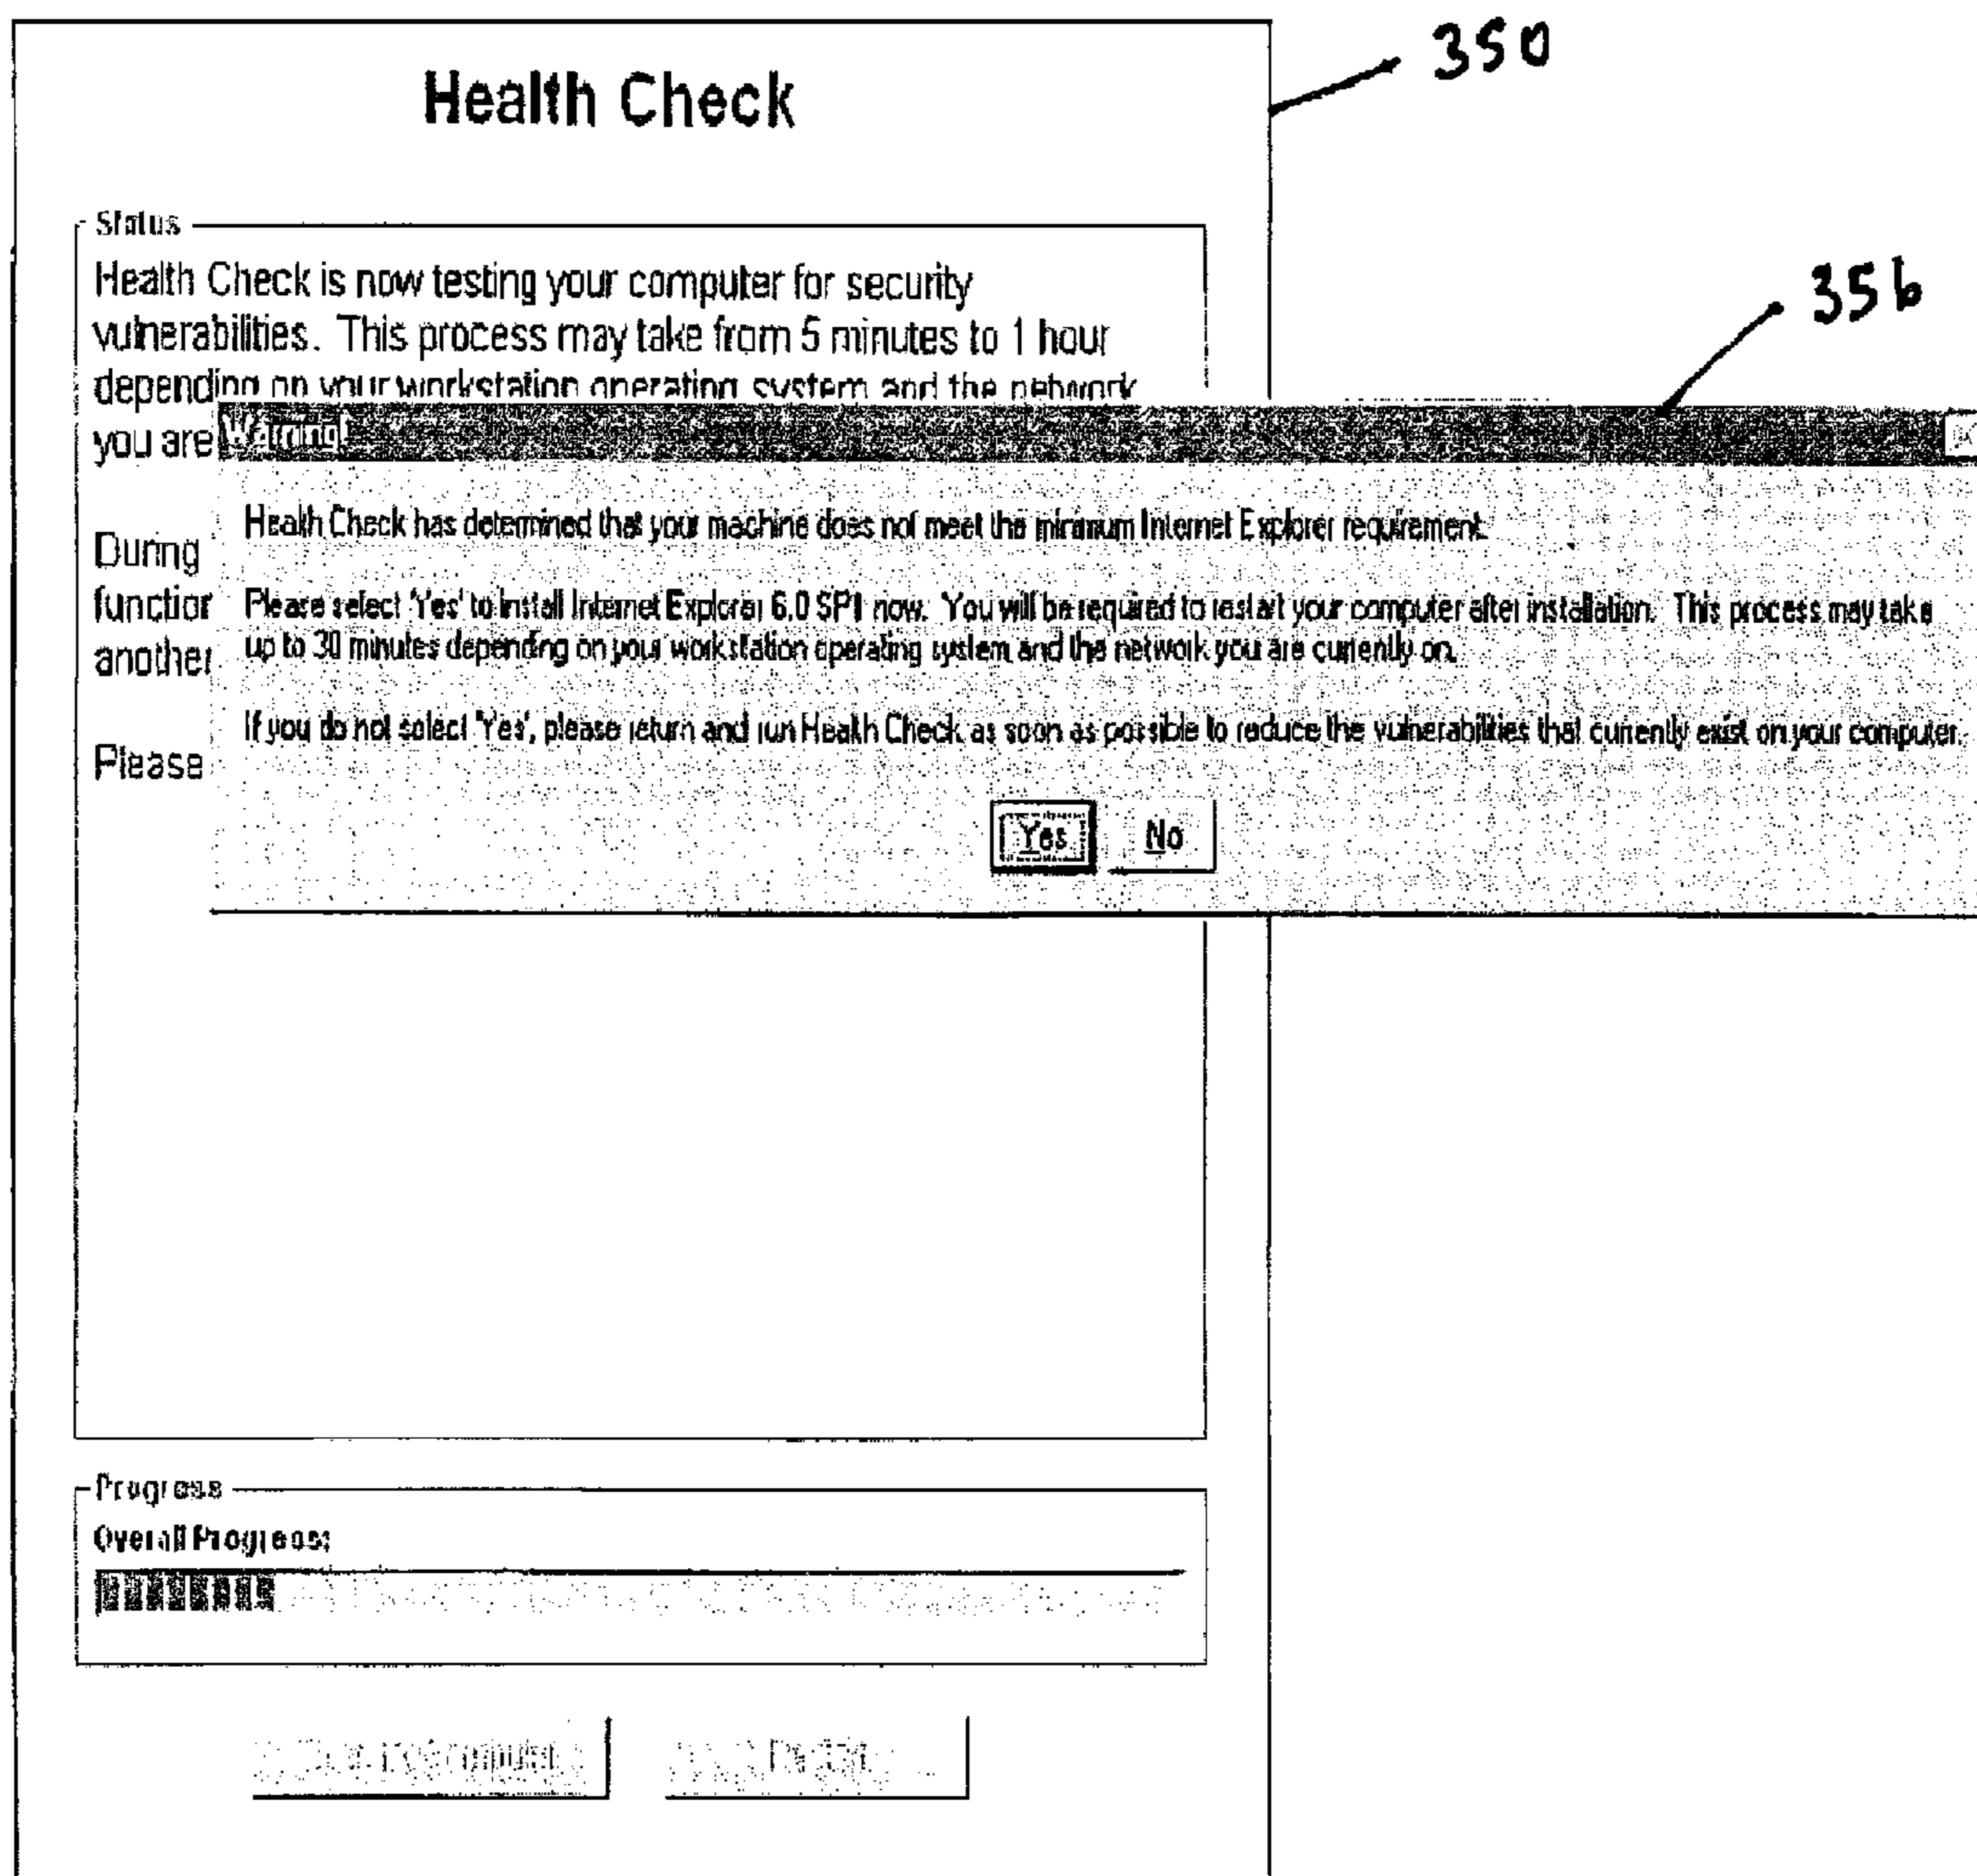 350
Health Check
Status
Health Check is now testing your computer for security
vulnerabilities. This process may take from 5 minutes to 1 hour
depending on your workstation operating system and the network
you are
356
Warning!
Health Check has determined that your machine does not meet the minimum Internet Explorer requirement.
During
function
another
Please select 'Yes' to install Internet Explorer 6.0 SP1 now. You will be required to restart your computer after installation. This process may take
up to 30 minutes depending on your workstation operating system and the network you are currently on.
If you do not select 'Yes', please return and run Health Check as soon as possible to reduce the vulnerabilities that currently exist on your computer.
Please
Yes
No
Progress
Overall Progress: